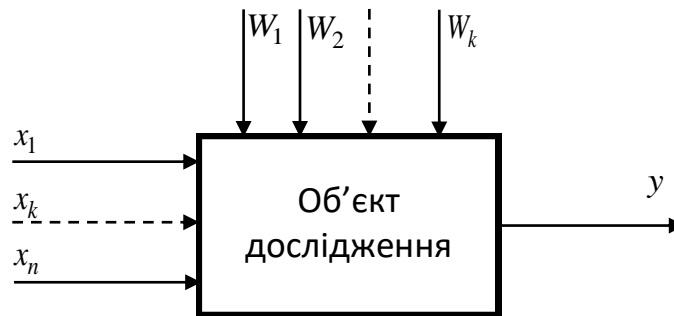 W₁ W₂ Wₖ
x₁
xₖ
xₙ
Об’єкт
дослідження
y